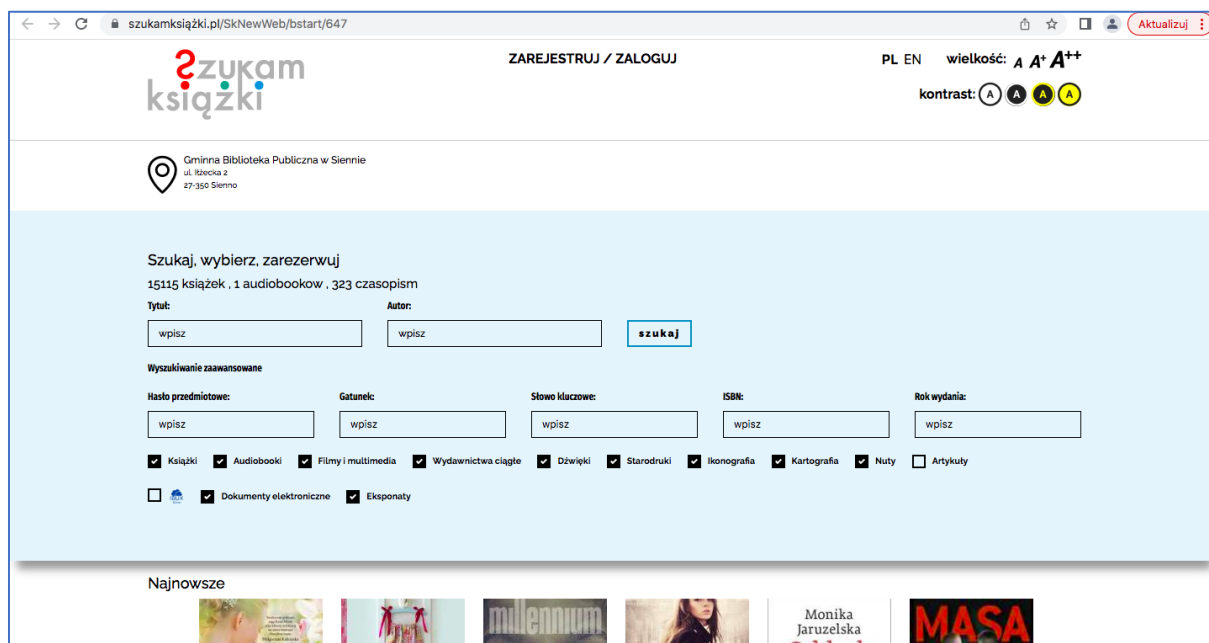 szukamksiążki.pl/SkNewWeb/bstart/647
Aktualizuj
Szukam
książki
ZAREJESTRUJ / ZALOGUJ
PL EN
wielkość: A A+ A++
kontrast: A A A A
Gminna Biblioteka Publiczna w Siennie
ul. Iłżecka 2
27-350 Sienno
Szukaj, wybierz, zarezerwuj
15115 książek , 1 audiobookow , 323 czasopism
Tytuł: Autor:
wpisz wpisz szukaj
Wyszukiwanie zaawansowane
Hasło przedmiotowe: Gatunek: Słowo kluczowe: ISBN: Rok wydania:
wpisz wpisz wpisz wpisz wpisz
Książki Audiobooki Filmy i multimedia Wydawnictwa ciągłe Dźwięki Starodruki Ikonografia Kartografia Nuty Artykuły
Dokumenty elektroniczne Eksponaty
Najnowsze
millennium
Monika
Jaruzelska
MASA